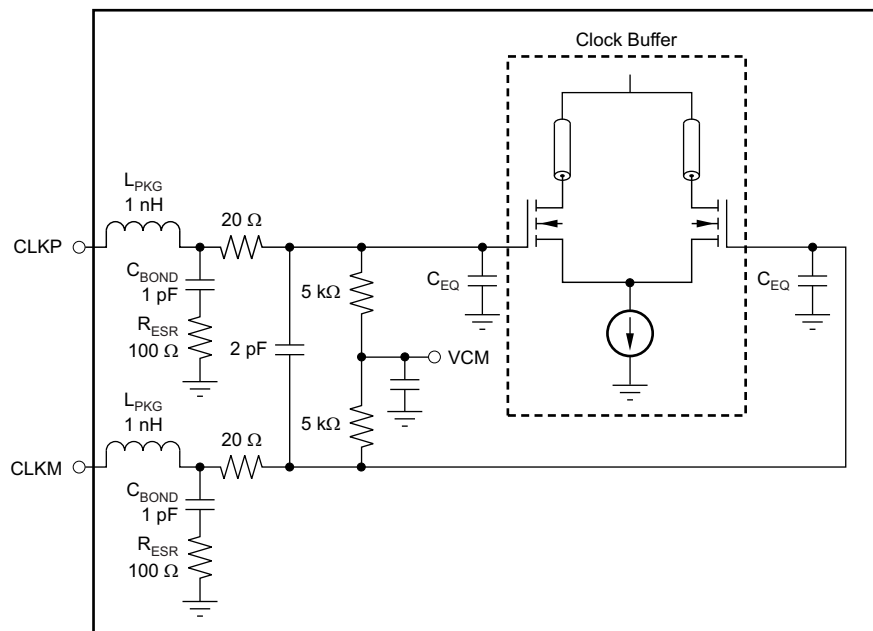 Clock Buffer
L_PKG
1 nH
20 Ω
CLKP
C_BOND
1 pF
R_ESR
100 Ω
5 kΩ
C_EQ
C_EQ
2 pF
VCM
L_PKG
1 nH
20 Ω
5 kΩ
CLKM
C_BOND
1 pF
R_ESR
100 Ω